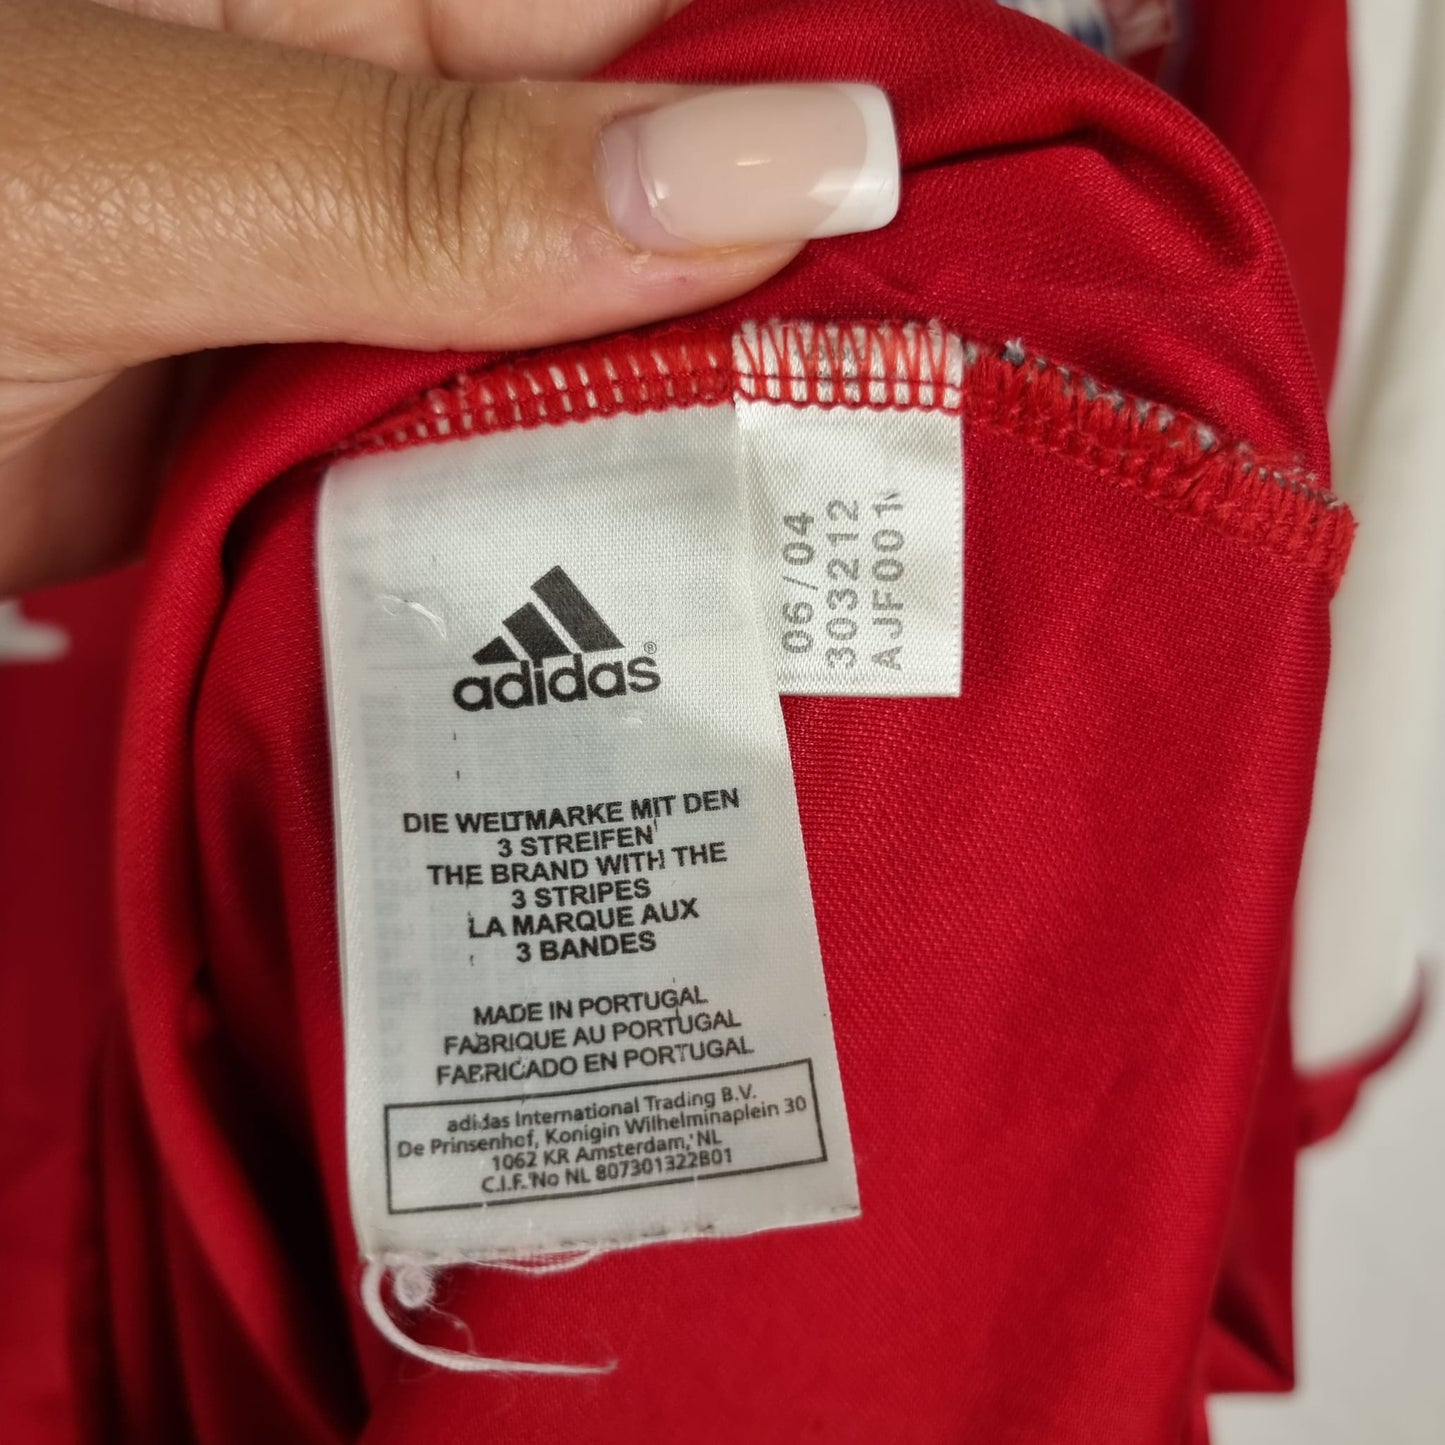 adidas®
DIE WELTMARKE MIT DEN
3 STREIFEN
THE BRAND WITH THE
3 STRIPES
LA MARQUE AUX
3 BANDES
MADE IN PORTUGAL
FABRIQUE AU PORTUGAL
FABRICADO EN PORTUGAL
adidas International Trading B.V.
De Prinsenhof, Konigin Wilhelminaplein 30
1062 KR Amsterdam, NL
C.I.F. No NL 807301322B01
06/04
303212
AJF001